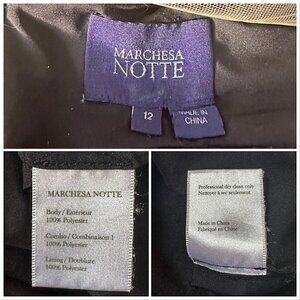 MARCHESA
NOTTE
12
MADE IN
CHINA
MARCHESA NOTTE
Body / Extérieur
100% Polyester
Combo / Combinaison 1
100% Polyester
Lining / Doublure
100% Polyester
Professional dry clean only
Nettoyer à sec seulement
Made in China
Fabriqué en Chine